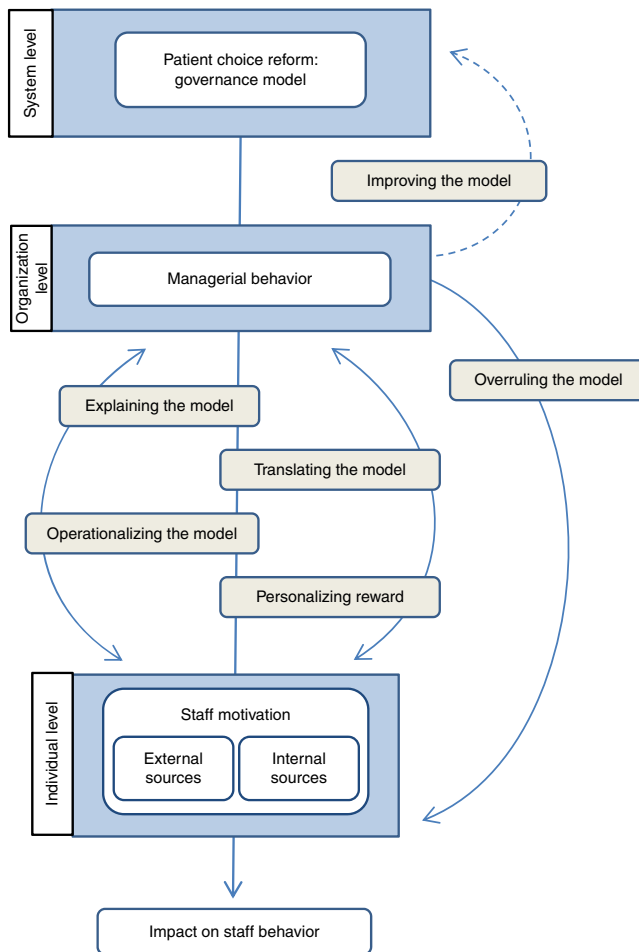 System level
Patient choice reform:
governance model
Improving the model
Organization
level
Managerial behavior
Overruling the model
Explaining the model
Translating the model
Operationalizing the model
Personalizing reward
Individual level
Staff motivation
External
sources
Internal
sources
Impact on staff behavior